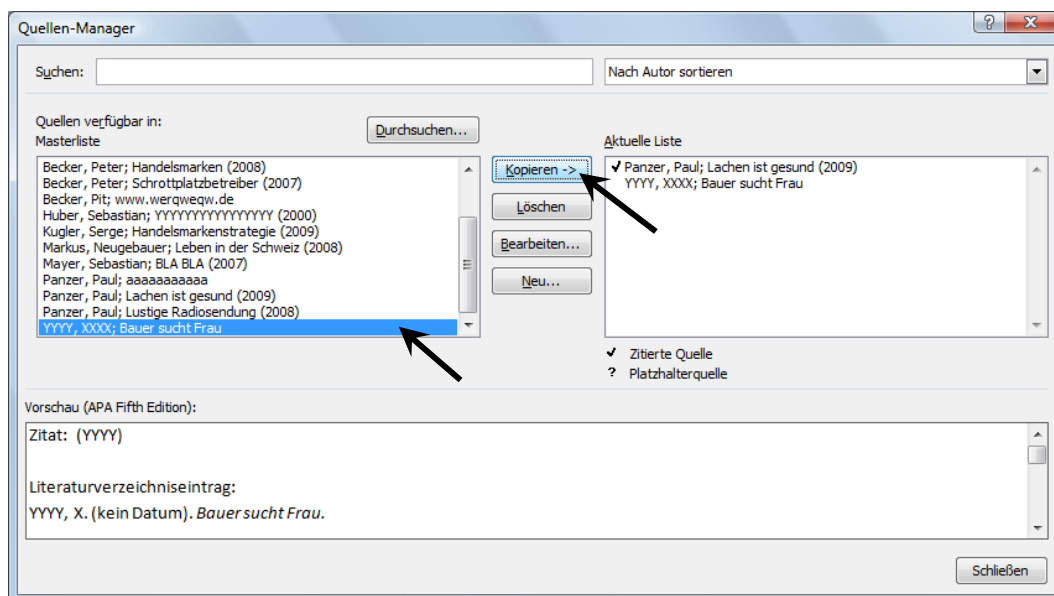 Quellen-Manager
Suchen:
Nach Autor sortieren
Quellen verfügbar in:
Masterliste
Durchsuchen...
Becker, Peter; Handelsmarken (2008)
Becker, Peter; Schrottplatzbetreiber (2007)
Becker, Pit; www.werqweqw.de
Huber, Sebastian; YYYYYYYYYYYYYYYY (2000)
Kugler, Serge; Handelsmarkenstrategie (2009)
Markus, Neugebauer; Leben in der Schweiz (2008)
Mayer, Sebastian; BLA BLA (2007)
Panzer, Paul; aaaaaaaaaaaa
Panzer, Paul; Lachen ist gesund (2009)
Panzer, Paul; Lustige Radiosendung (2008)
YYYY, XXXX; Bauer sucht Frau
Kopieren ->
Löschen
Bearbeiten...
Neu...
Aktuelle Liste
✓ Panzer, Paul; Lachen ist gesund (2009)
YYYY, XXXX; Bauer sucht Frau
✓ Zitierte Quelle
? Platzhalterquelle
Vorschau (APA Fifth Edition):
Zitat: (YYYY)
Literaturverzeichniseintrag:
YYYY, X. (kein Datum). Bauer sucht Frau.
Schließen